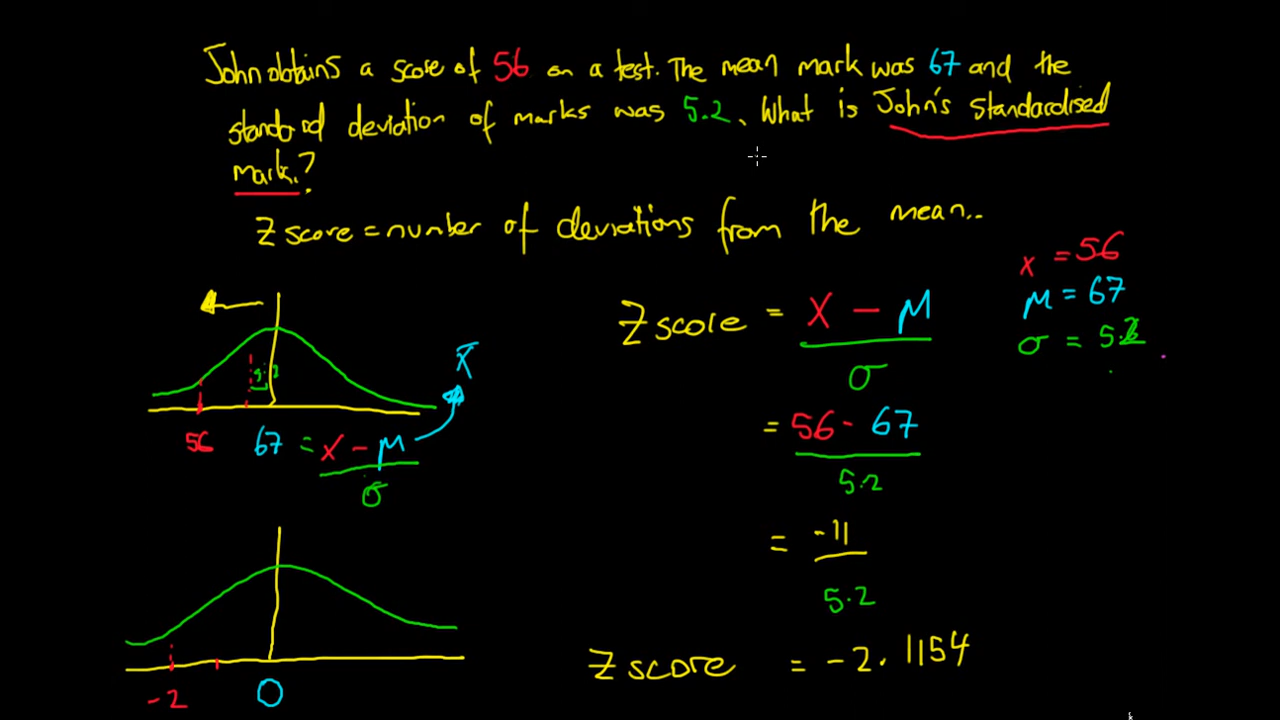 John obtains a score of 56 on a test. The mean mark was 67 and the
standard deviation of marks was 5.2. What is John's standardised
mark?
Z score = number of deviations from the mean..
x = 56
μ = 67
σ = 5.2
Z score = x - μ
σ
= 56 - 67
5.2
= -11
5.2
Z score = -2.1154
x̄
56 67 = x - μ
σ
-2 0